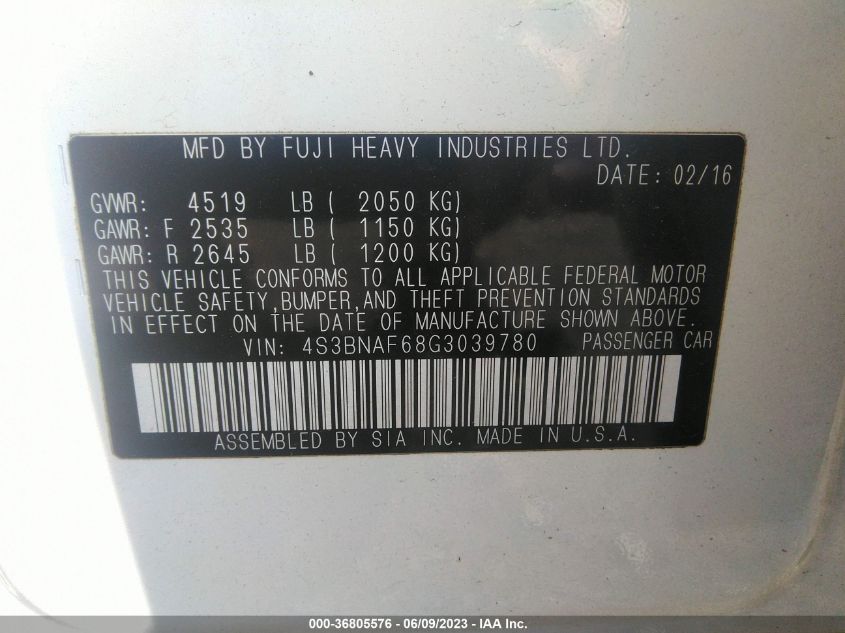 MFD BY FUJI HEAVY INDUSTRIES LTD.
DATE: 02/16
GVWR: 4519 LB ( 2050 KG)
GAWR: F 2535 LB ( 1150 KG)
GAWR: R 2645 LB ( 1200 KG)
THIS VEHICLE CONFORMS TO ALL APPLICABLE FEDERAL MOTOR
VEHICLE SAFETY,BUMPER,AND THEFT PREVENTION STANDARDS
IN EFFECT ON THE DATE OF MANUFACTURE SHOWN ABOVE.
VIN: 4S3BNAF68G3039780 PASSENGER CAR
ASSEMBLED BY SIA INC. MADE IN U.S.A.
000-36805576 - 06/09/2023 - IAA Inc.